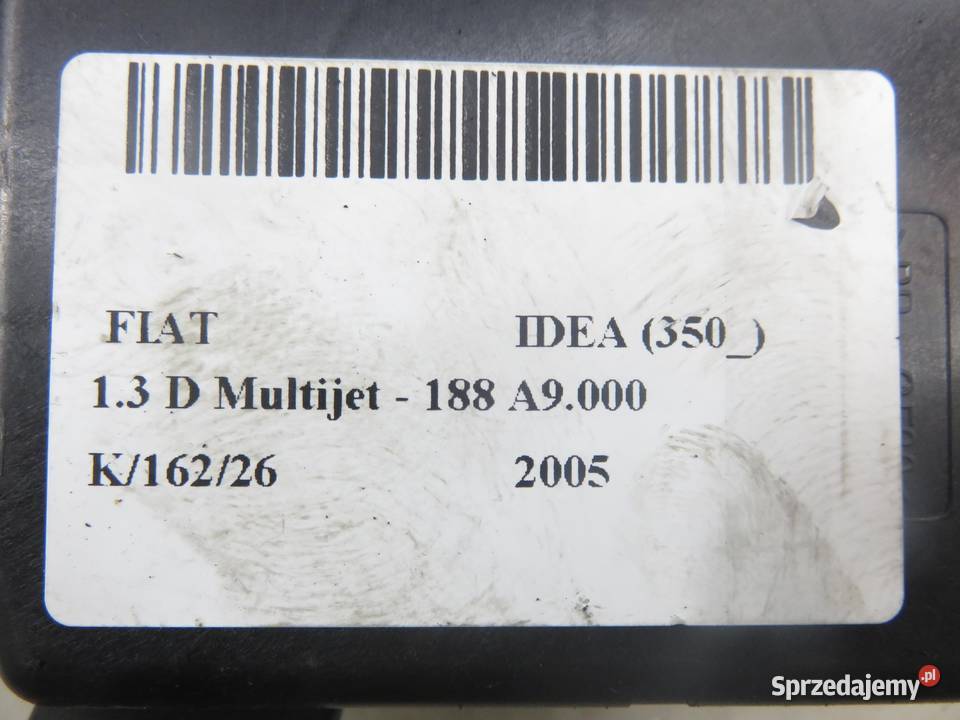 FIAT IDEA (350_)
1.3 D Multijet - 188 A9.000
K/162/26 2005
Sprzedajemy.pl